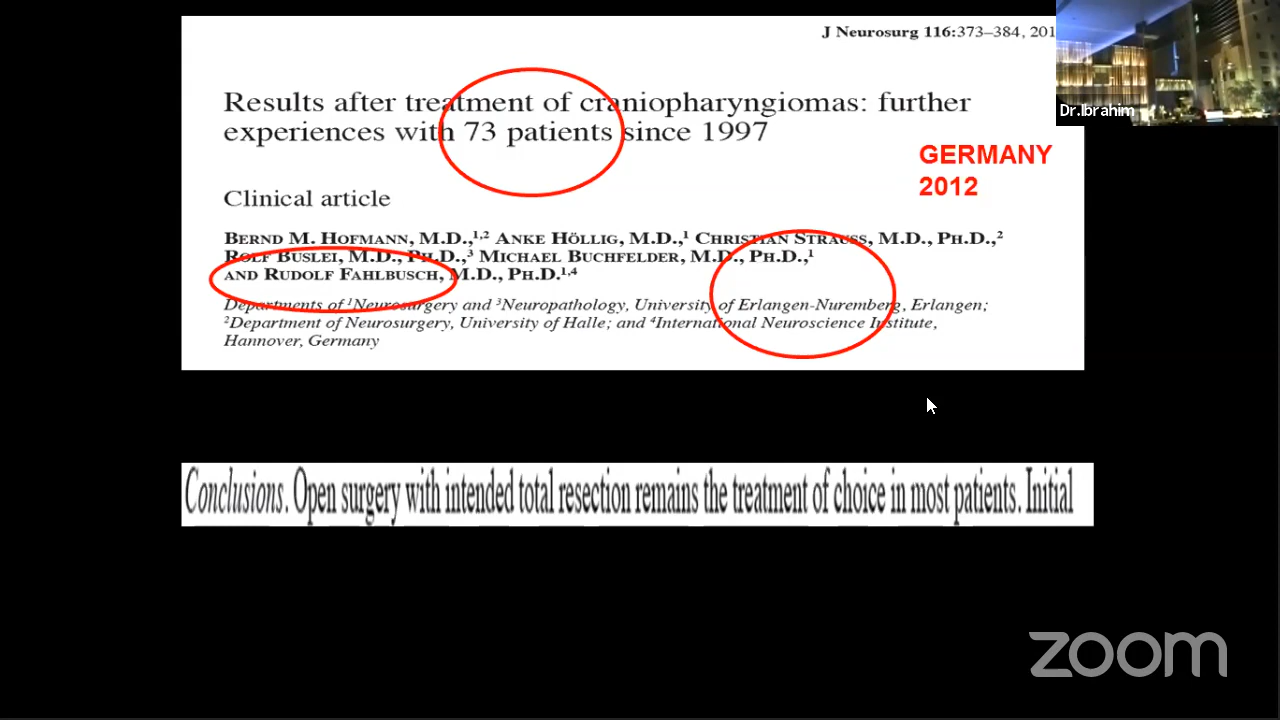 J Neurosurg 116:373–384, 201
Dr.Ibrahim
Results after treatment of craniopharyngiomas: further
experiences with 73 patients since 1997
GERMANY
2012
Clinical article
Bernd M. Hofmann, M.D.,1,2 Anke Höllig, M.D.,1 Christian Strauss, M.D., Ph.D.,2
Rolf Buslei, M.D., Ph.D.,3 Michael Buchfelder, M.D., Ph.D.,1
and Rudolf Fahlbusch, M.D., Ph.D.1,4
Departments of 1Neurosurgery and 3Neuropathology, University of Erlangen-Nuremberg, Erlangen;
2Department of Neurosurgery, University of Halle; and 4International Neuroscience Institute,
Hannover, Germany
Conclusions. Open surgery with intended total resection remains the treatment of choice in most patients. Initial
zoom